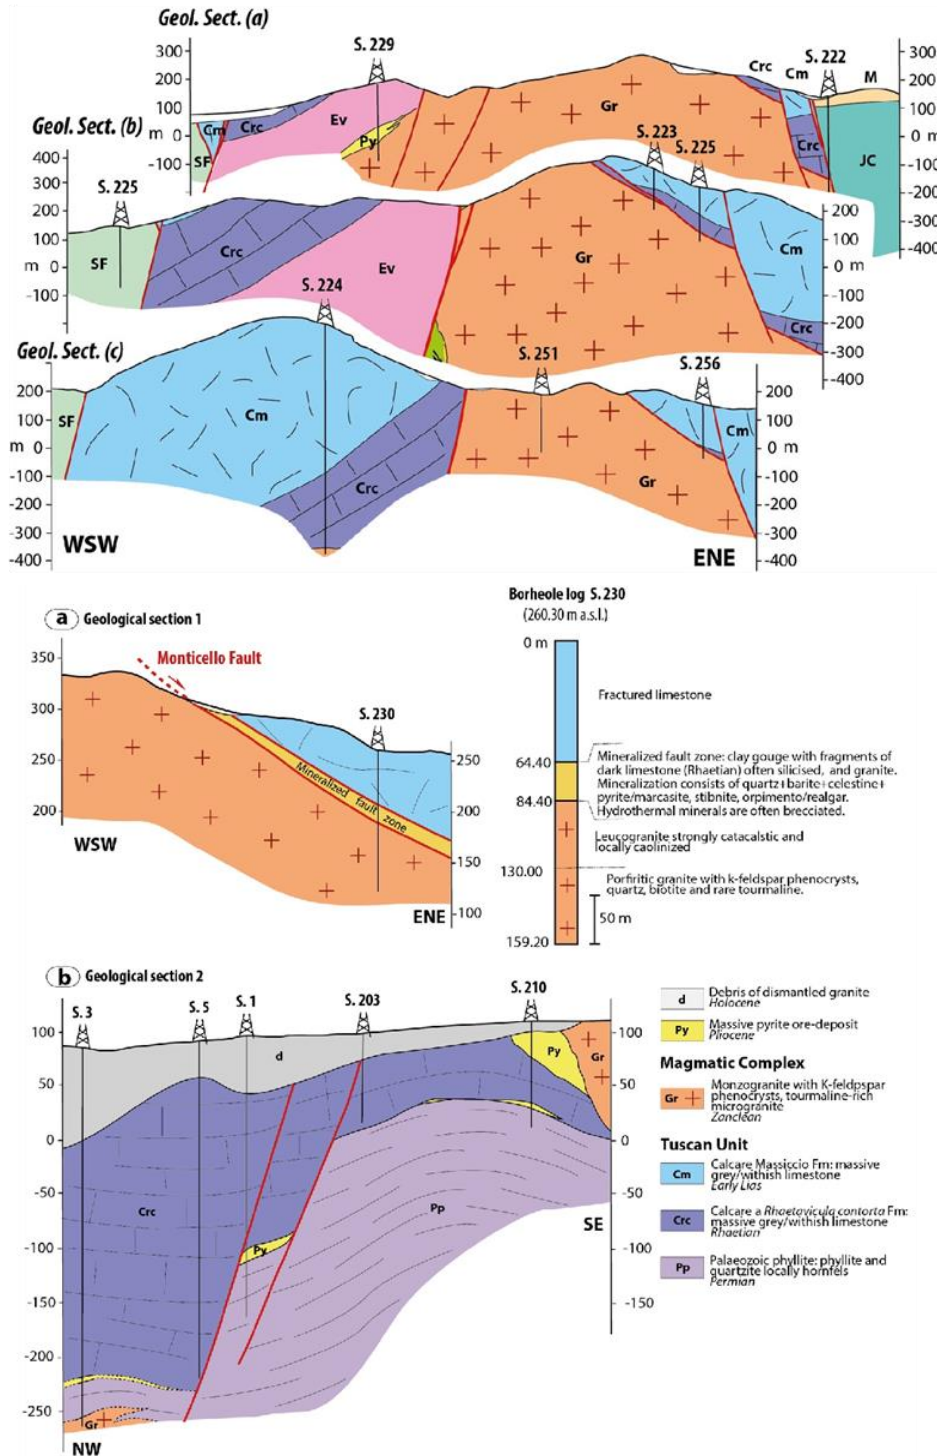 Geol. Sect. (a)
S. 229
S. 222
300
200
100
m 0
-100
SF
Cm
Crc
Ev
Py
Gr
Crc
Cm
Crc
M
JC
300
200
100
0 m
-100
-200
-300
-400
Geol. Sect. (b)
S. 225
S. 223
S. 225
400
300
200
100
m 0
-100
SF
Crc
Ev
Gr
Cm
Crc
200
100
0 m
-100
-200
-300
-400
Geol. Sect. (c)
S. 224
S. 251
S. 256
200
100
m 0
-100
-200
-300
-400
SF
Cm
Crc
Gr
Cm
200
100
0 m
-100
-200
-300
-400
WSW
ENE
a Geological section 1
Monticello Fault
S. 230
350
300
250
200
250
200
150
100
Mineralized fault zone
WSW
ENE
Borheole log S. 230
(260.30 m a.s.l.)
0 m
Fractured limestone
64.40
Mineralized fault zone: clay gouge with fragments of
dark limestone (Rhaetian) often silicised, and granite.
Mineralization consists of quartz+barite+celestine+
pyrite/marcasite, stibnite, orpimento/realgar.
Hydrothermal minerals are often brecciated.
84.40
Leucogranite strongly catacalstic and
locally caolinized
130.00
Porfiritic granite with k-feldspar phenocrysts,
quartz, biotite and rare tourmaline.
50 m
159.20
b Geological section 2
S. 3
S. 5
S. 1
S. 203
S. 210
100
50
0
-50
-100
-150
-200
-250
d
Py
Gr
Crc
Py
Pp
Gr
100
50
0
-50
-100
-150
SE
NW
d Debris of dismantled granite
Holocene
Py Massive pyrite ore-deposit
Pliocene
Magmatic Complex
Gr Monzogranite with K-feldpspar
phenocrysts, tourmaline-rich
microgranite
Zanclean
Tuscan Unit
Cm Calcare Massiccio Fm: massive
grey/withish limestone
Early Lias
Crc Calcare a Rhaetavicula contorta Fm:
massive grey/withish limestone
Rhaetian
Pp Palaeozoic phyllite: phyllite and
quartzite locally hornfels
Permian